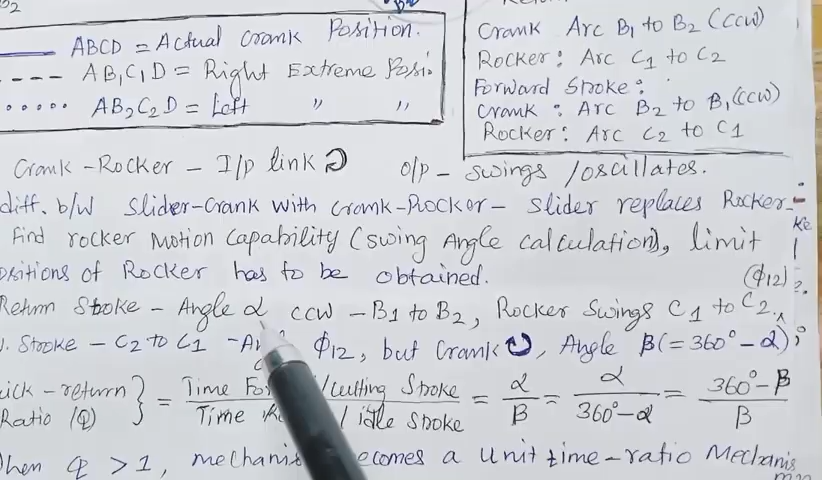 ABCD = Actual Crank Position.
AB1C1D = Right Extreme Posi
AB2C2D = Left " "
Crank Arc B1 to B2 (CCW)
Rocker: Arc C1 to C2
Forward Stroke:
Crank: Arc B2 to B1 (CCW)
Rocker: Arc C2 to C1
Crank-Rocker - I/p link O/p - swings / oscillates.
diff. b/w Slider-Crank with Crank-Rocker - Slider replaces Rocker
Find rocker Motion Capability (Swing Angle calculation), limit
ositions of Rocker has to be obtained. (ϕ12)
Return Stroke - Angle α CCW - B1 to B2, Rocker Swings C1 to C2.
. Stroke - C2 to C1 ϕ12, but Crank ↻, Angle β (= 360° - α);
ick-return Ratio (Q) } = Time Fo / Cutting Stroke / Time / idle Stroke = α/β = α/(360° - α) = (360° - β)/β
hen Q > 1, mechanis ecomes a unit time-ratio Mechanis